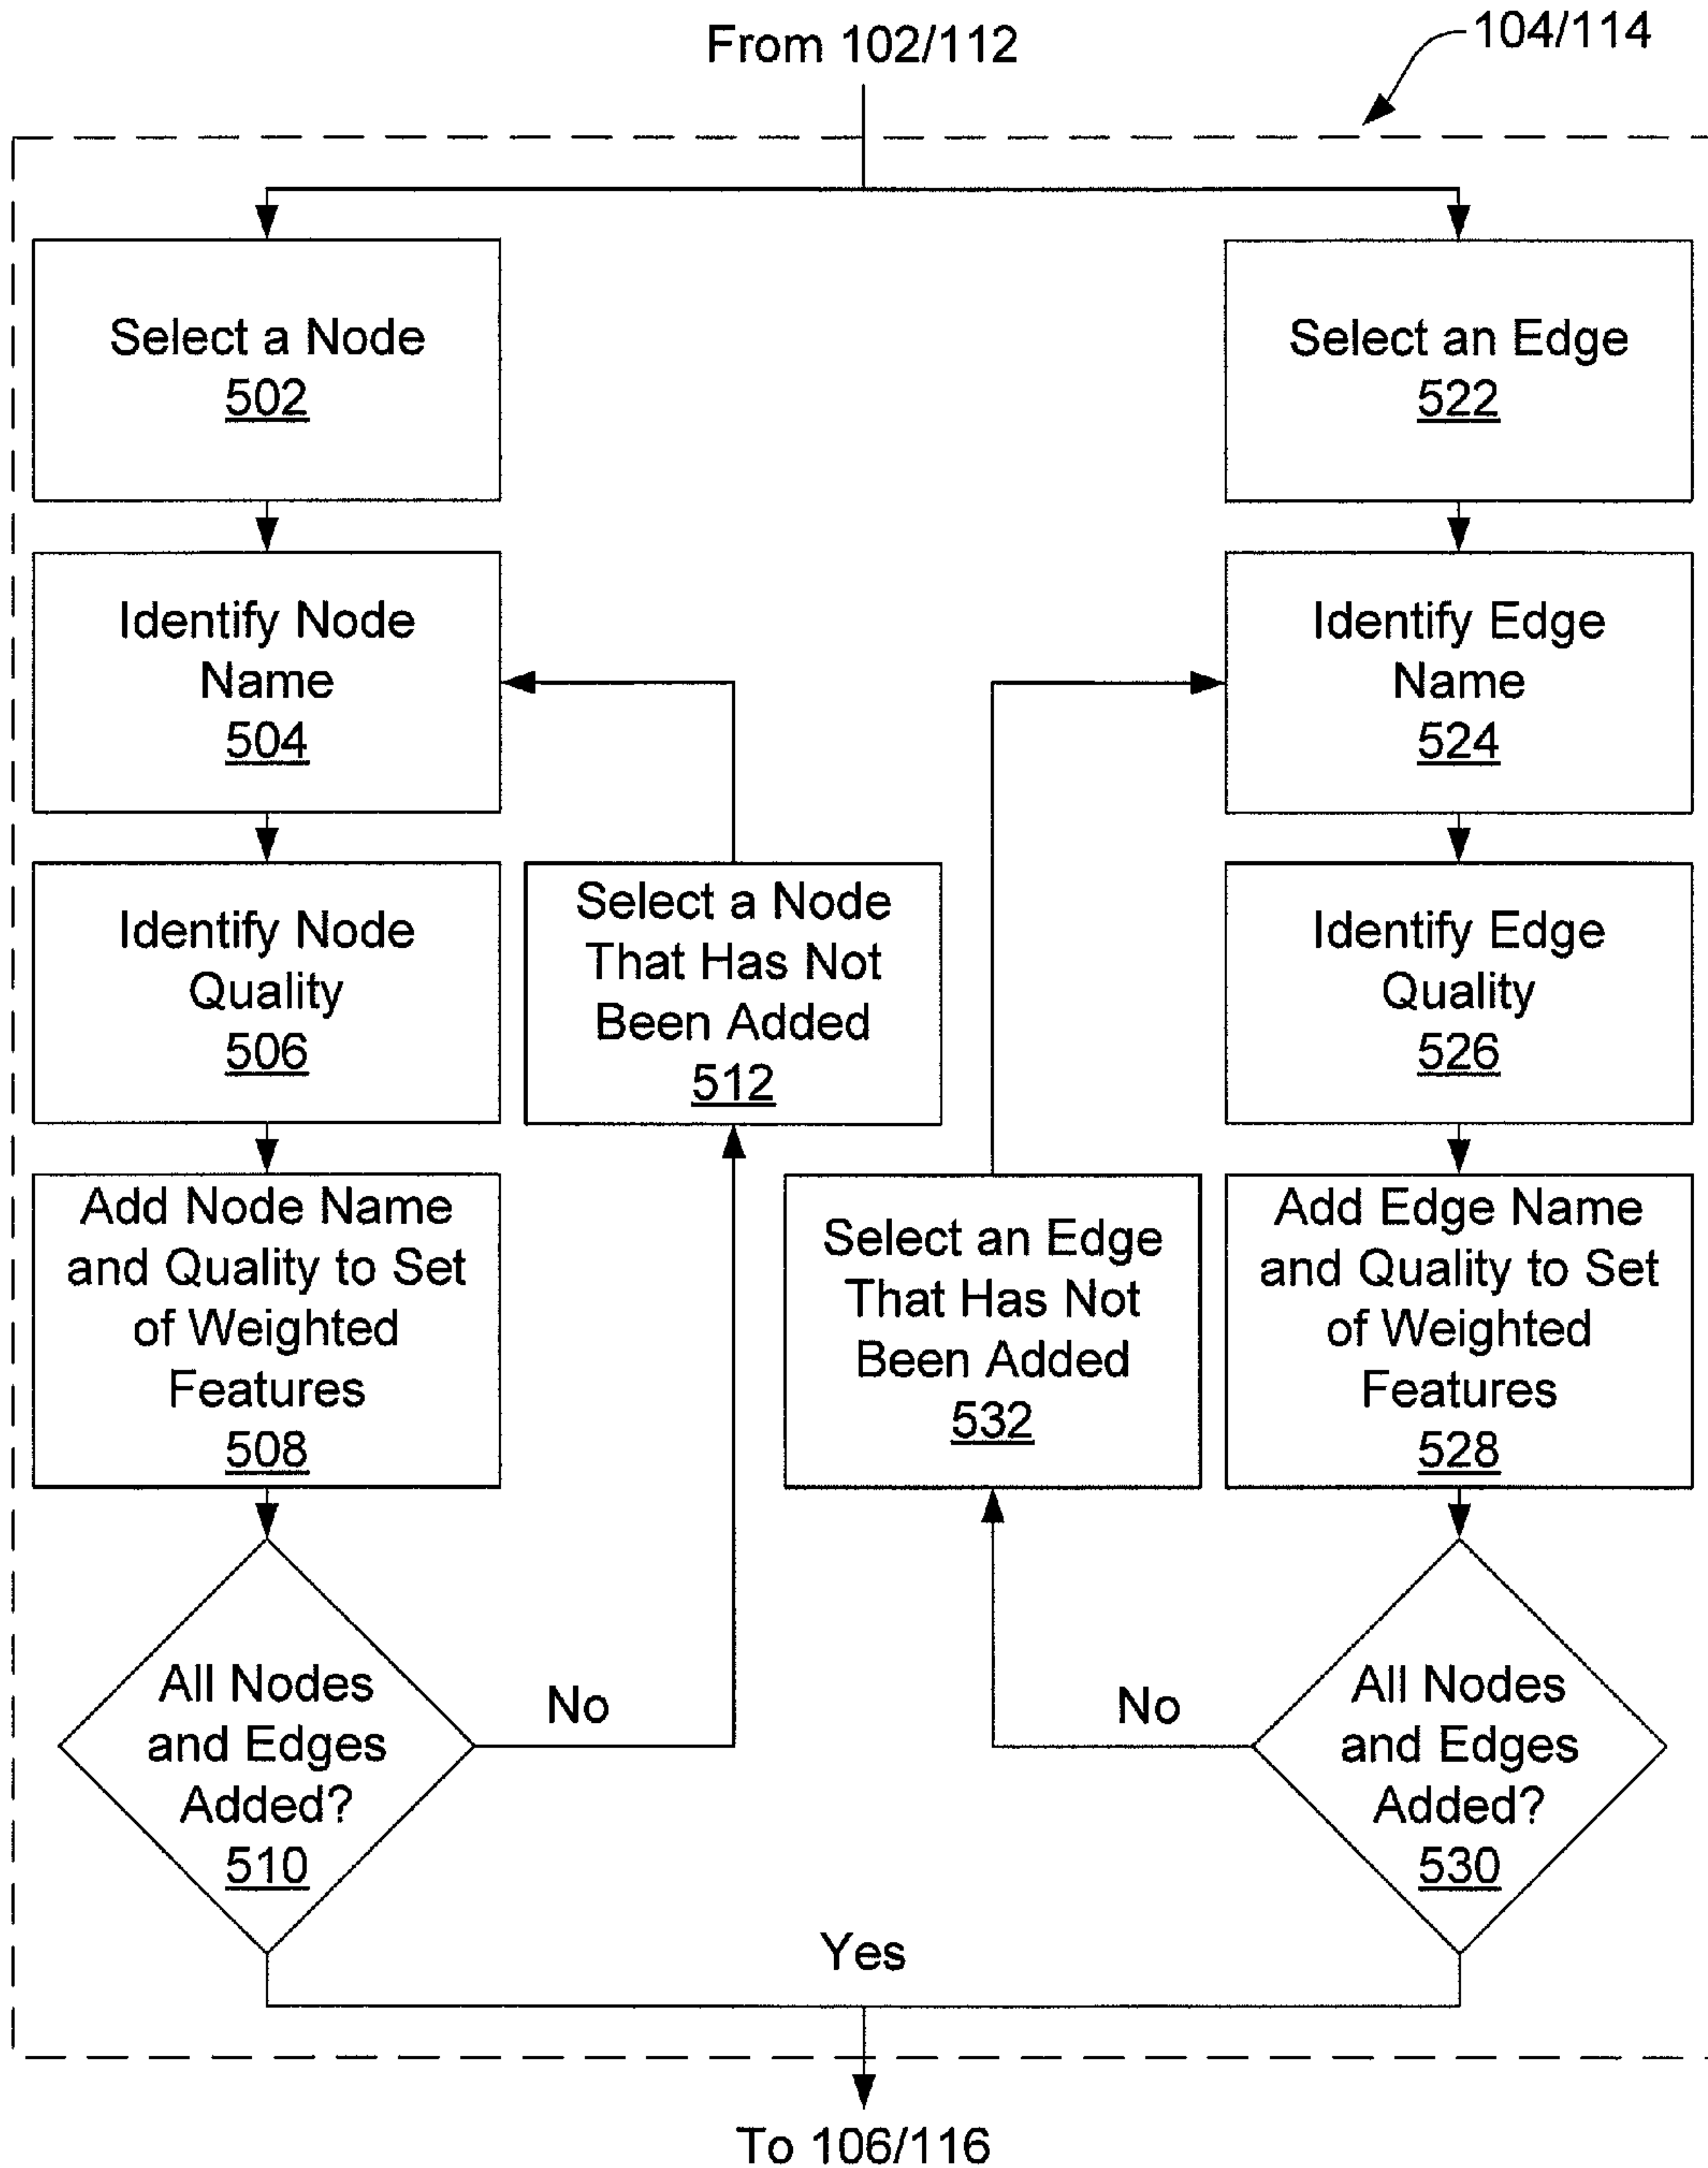 From 102/112
104/114
Select a Node
502
Identify Node
Name
504
Identify Node
Quality
506
Add Node Name
and Quality to Set
of Weighted
Features
508
All Nodes
and Edges
Added?
510
No
Select a Node
That Has Not
Been Added
512
Select an Edge
522
Identify Edge
Name
524
Identify Edge
Quality
526
Add Edge Name
and Quality to Set
of Weighted
Features
528
All Nodes
and Edges
Added?
530
No
Select an Edge
That Has Not
Been Added
532
Yes
To 106/116